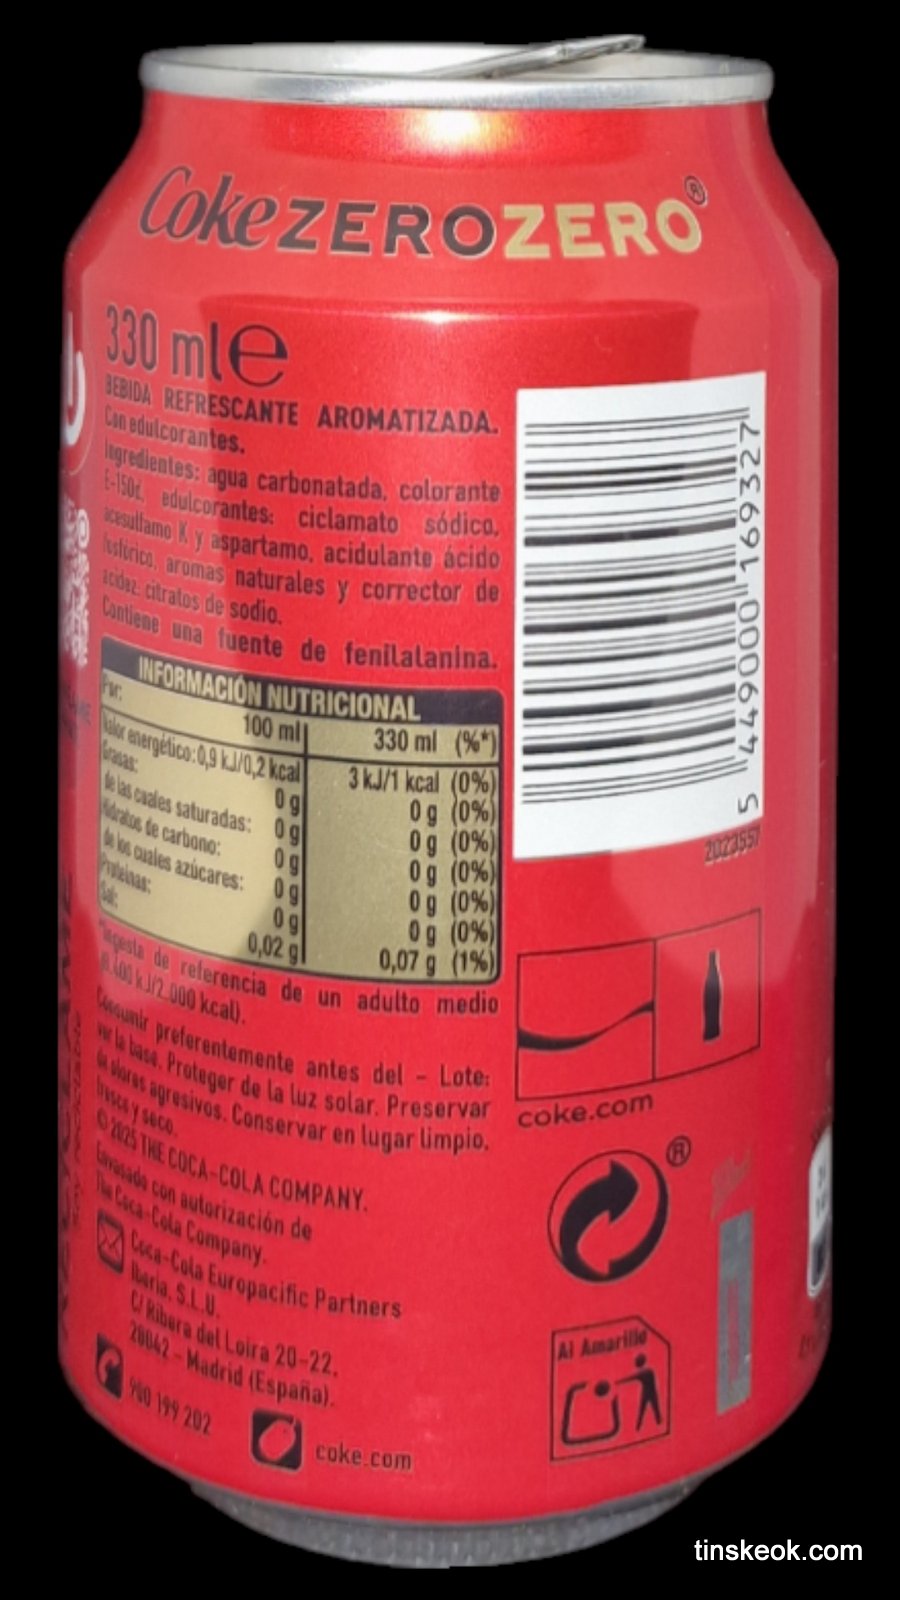 Coke ZERO ZERO®
330 ml e
BEBIDA REFRESCANTE AROMATIZADA.
Con edulcorantes.
Ingredientes: agua carbonatada, colorante
E-150d, edulcorantes: ciclamato sódico,
acesulfamo K y aspartamo, acidulante ácido
fosfórico, aromas naturales y corrector de
acidez: citratos de sodio.
Contiene una fuente de fenilalanina.
INFORMACIÓN NUTRICIONAL
Por: 100 ml 330 ml (%*)
Valor energético: 0,9 kJ/0,2 kcal 3 kJ/1 kcal (0%)
Grasas: 0 g 0 g (0%)
de las cuales saturadas: 0 g 0 g (0%)
Hidratos de carbono: 0 g 0 g (0%)
de los cuales azúcares: 0 g 0 g (0%)
Proteínas: 0 g 0 g (0%)
Sal: 0,02 g 0,07 g (1%)
*Ingesta de referencia de un adulto medio
(8.400 kJ/2.000 kcal).
Consumir preferentemente antes del – Lote:
ver la base. Proteger de la luz solar. Preservar
de olores agresivos. Conservar en lugar limpio,
fresco y seco.
© 2025 THE COCA-COLA COMPANY.
Envasado con autorización de
The Coca-Cola Company.
Coca-Cola Europacific Partners
Iberia, S.L.U.
C/ Ribera del Loira 20-22.
28042 – Madrid (España).
900 199 202
coke.com
5 449000 169327
2023557
coke.com
®
Al Amarillo
tinskeok.com